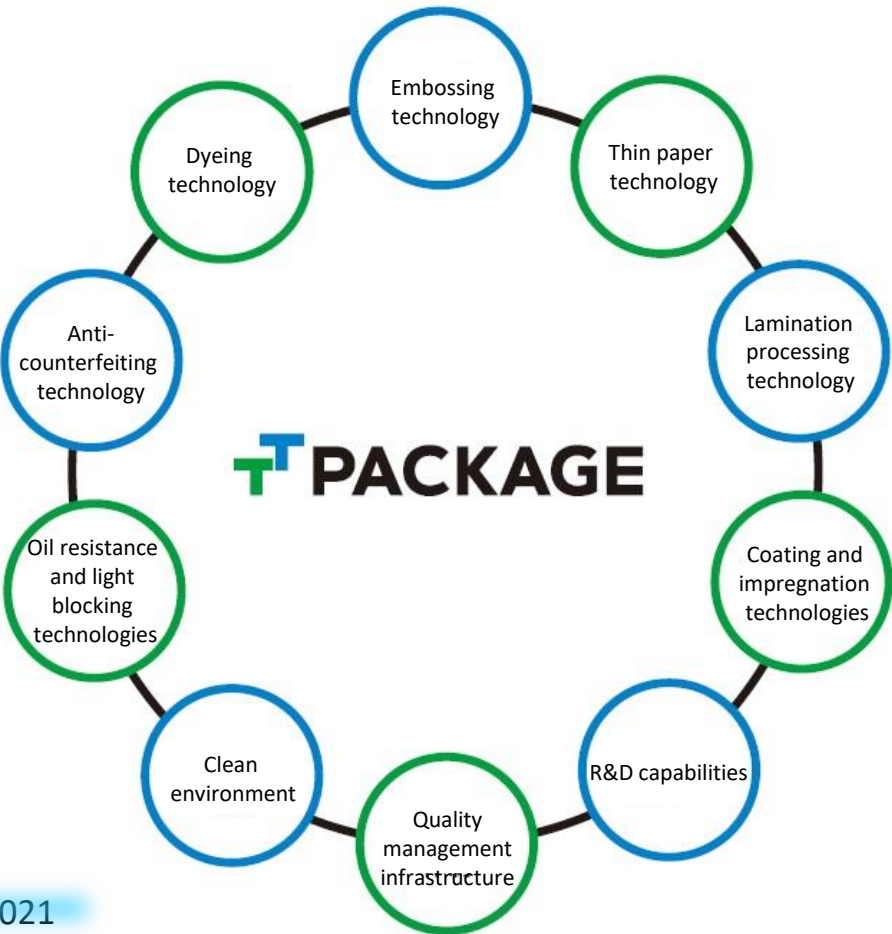 Embossing
technology
Thin paper
technology
Dyeing
technology
Lamination
processing
technology
Anti-
counterfeiting
technology
TT PACKAGE
Oil resistance
and light
blocking
technologies
Coating and
impregnation
technologies
Clean
environment
R&D capabilities
Quality
management
infrastructure
021